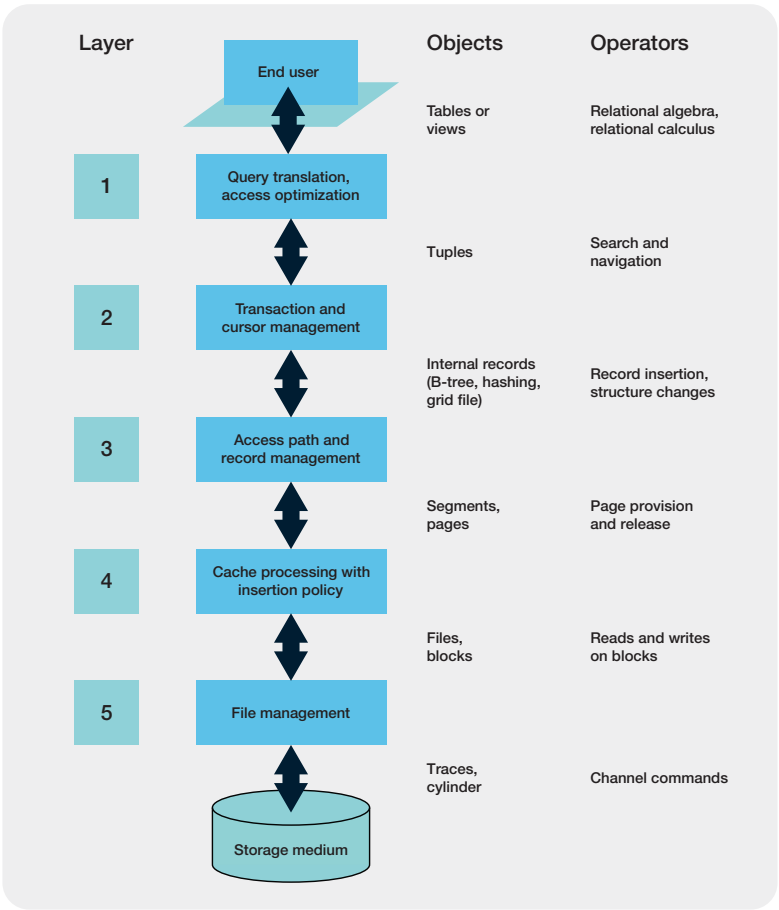 Layer
Objects
Operators
End user
Tables or
views
Relational algebra,
relational calculus
1
Query translation,
access optimization
Tuples
Search and
navigation
2
Transaction and
cursor management
Internal records
(B-tree, hashing,
grid file)
Record insertion,
structure changes
3
Access path and
record management
Segments,
pages
Page provision
and release
4
Cache processing with
insertion policy
Files,
blocks
Reads and writes
on blocks
5
File management
Traces,
cylinder
Channel commands
Storage medium